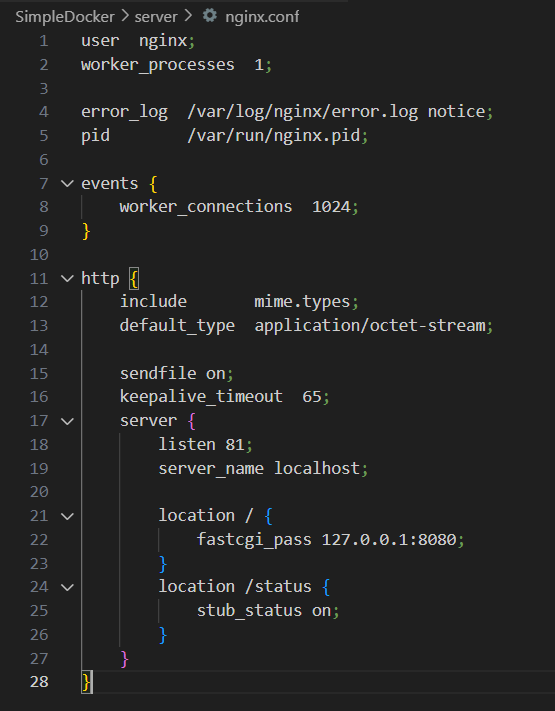 SimpleDocker > server > nginx.conf
1 user  nginx;
2 worker_processes  1;
3
4 error_log  /var/log/nginx/error.log notice;
5 pid        /var/run/nginx.pid;
6
7 events {
8     worker_connections  1024;
9 }
10
11 http {
12     include       mime.types;
13     default_type  application/octet-stream;
14
15     sendfile on;
16     keepalive_timeout  65;
17     server {
18         listen 81;
19         server_name localhost;
20
21         location / {
22             fastcgi_pass 127.0.0.1:8080;
23         }
24         location /status {
25             stub_status on;
26         }
27     }
28 }